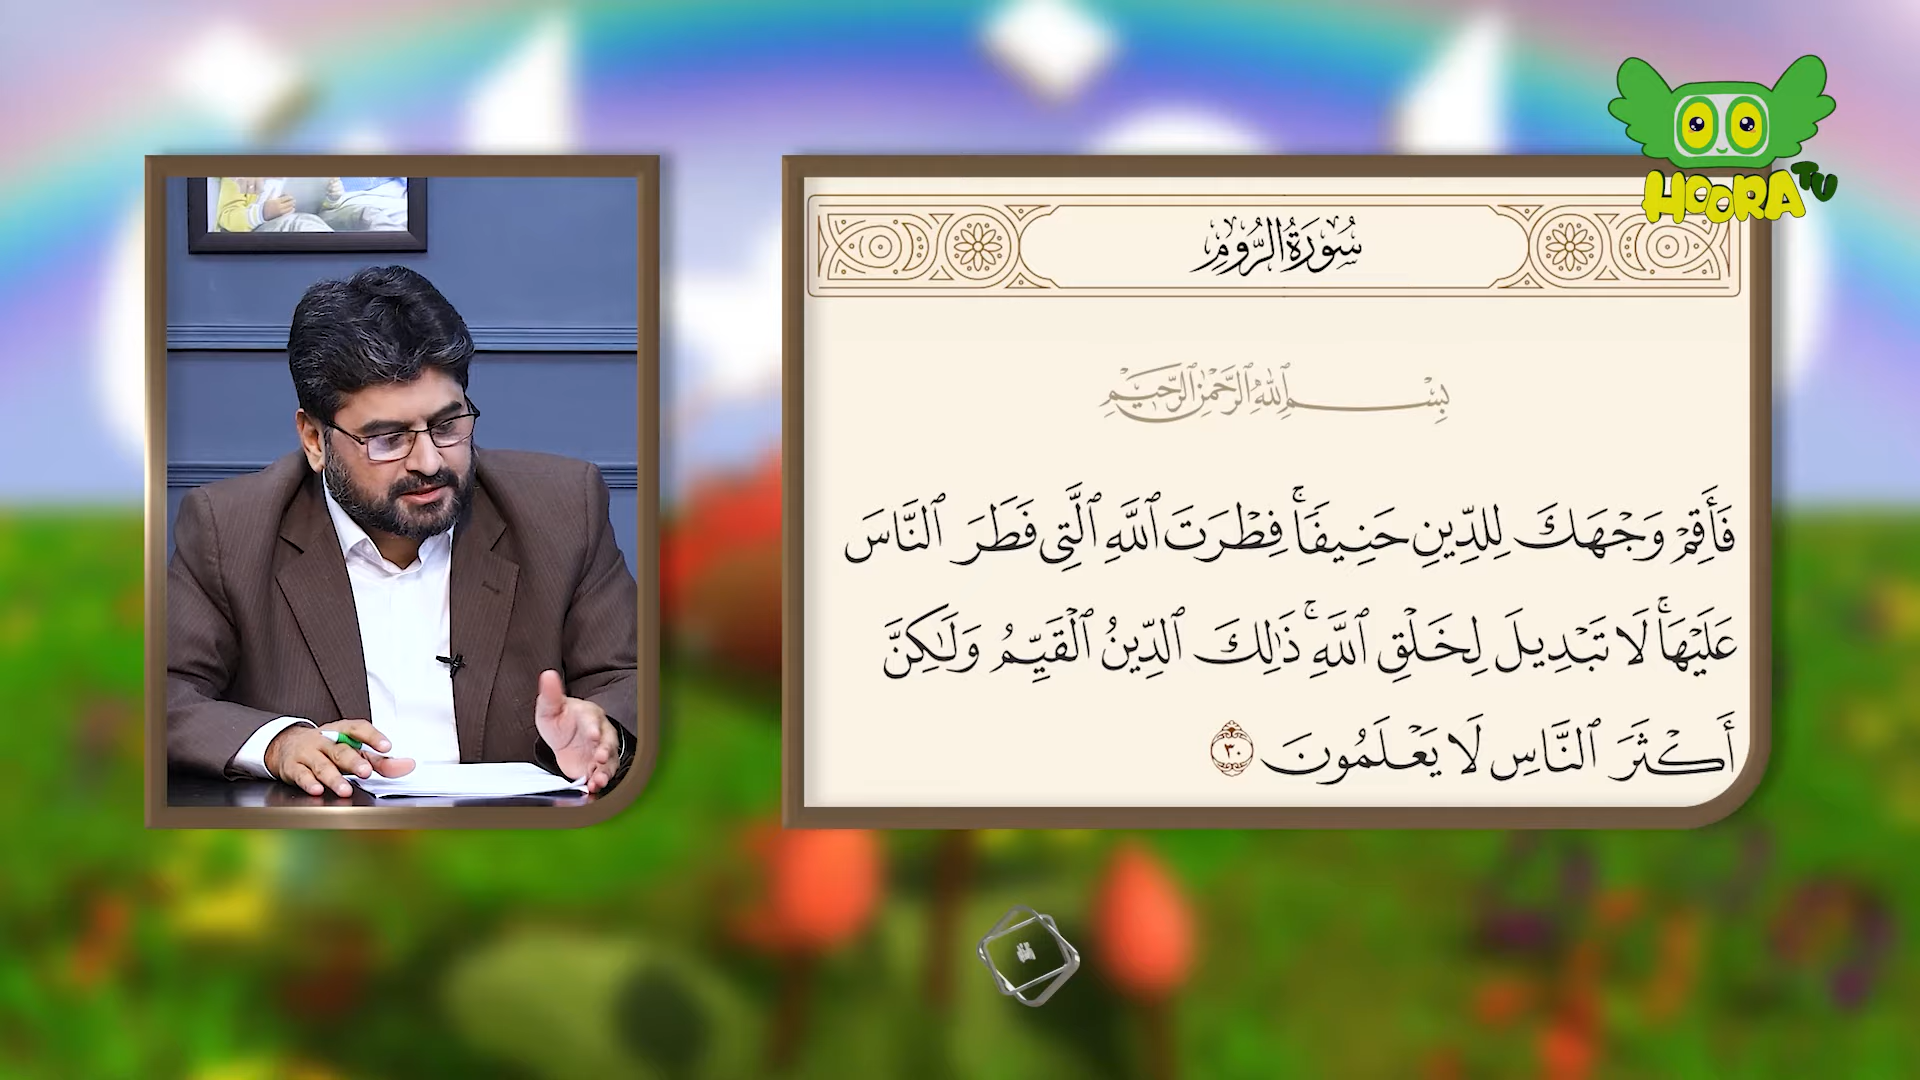 HOORA TV
سُورَةُ الرُّومِ
بِسْمِ ٱللَّهِ ٱلرَّحْمَٰنِ ٱلرَّحِيمِ
فَأَقِمْ وَجْهَكَ لِلدِّينِ حَنِيفًاۚ فِطْرَتَ ٱللَّهِ ٱلَّتِى فَطَرَ ٱلنَّاسَ
عَلَيْهَاۚ لَا تَبْدِيلَ لِخَلْقِ ٱللَّهِۚ ذَٰلِكَ ٱلدِّينُ ٱلْقَيِّمُ وَلَٰكِنَّ
أَكْثَرَ ٱلنَّاسِ لَا يَعْلَمُونَ ٣٠